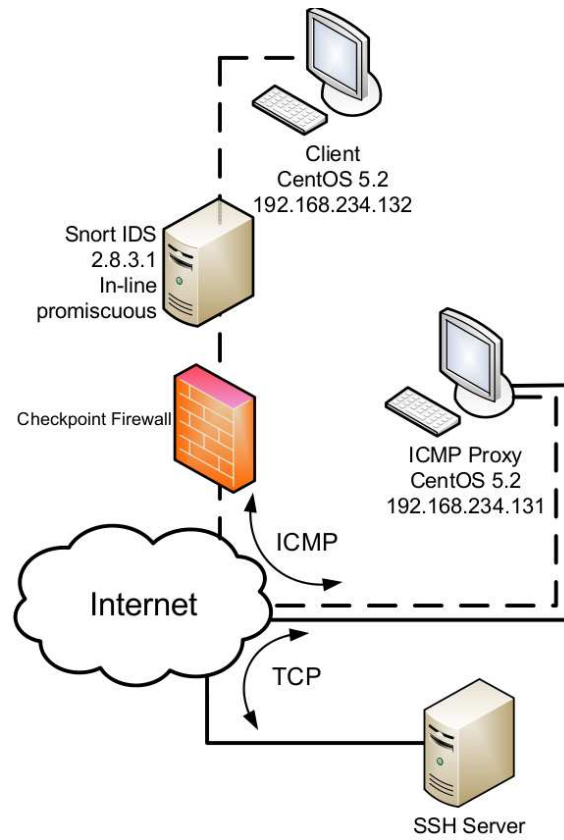 Client
CentOS 5.2
192.168.234.132
Snort IDS
2.8.3.1
In-line
promiscuous
Checkpoint Firewall
ICMP Proxy
CentOS 5.2
192.168.234.131
ICMP
Internet
TCP
SSH Server